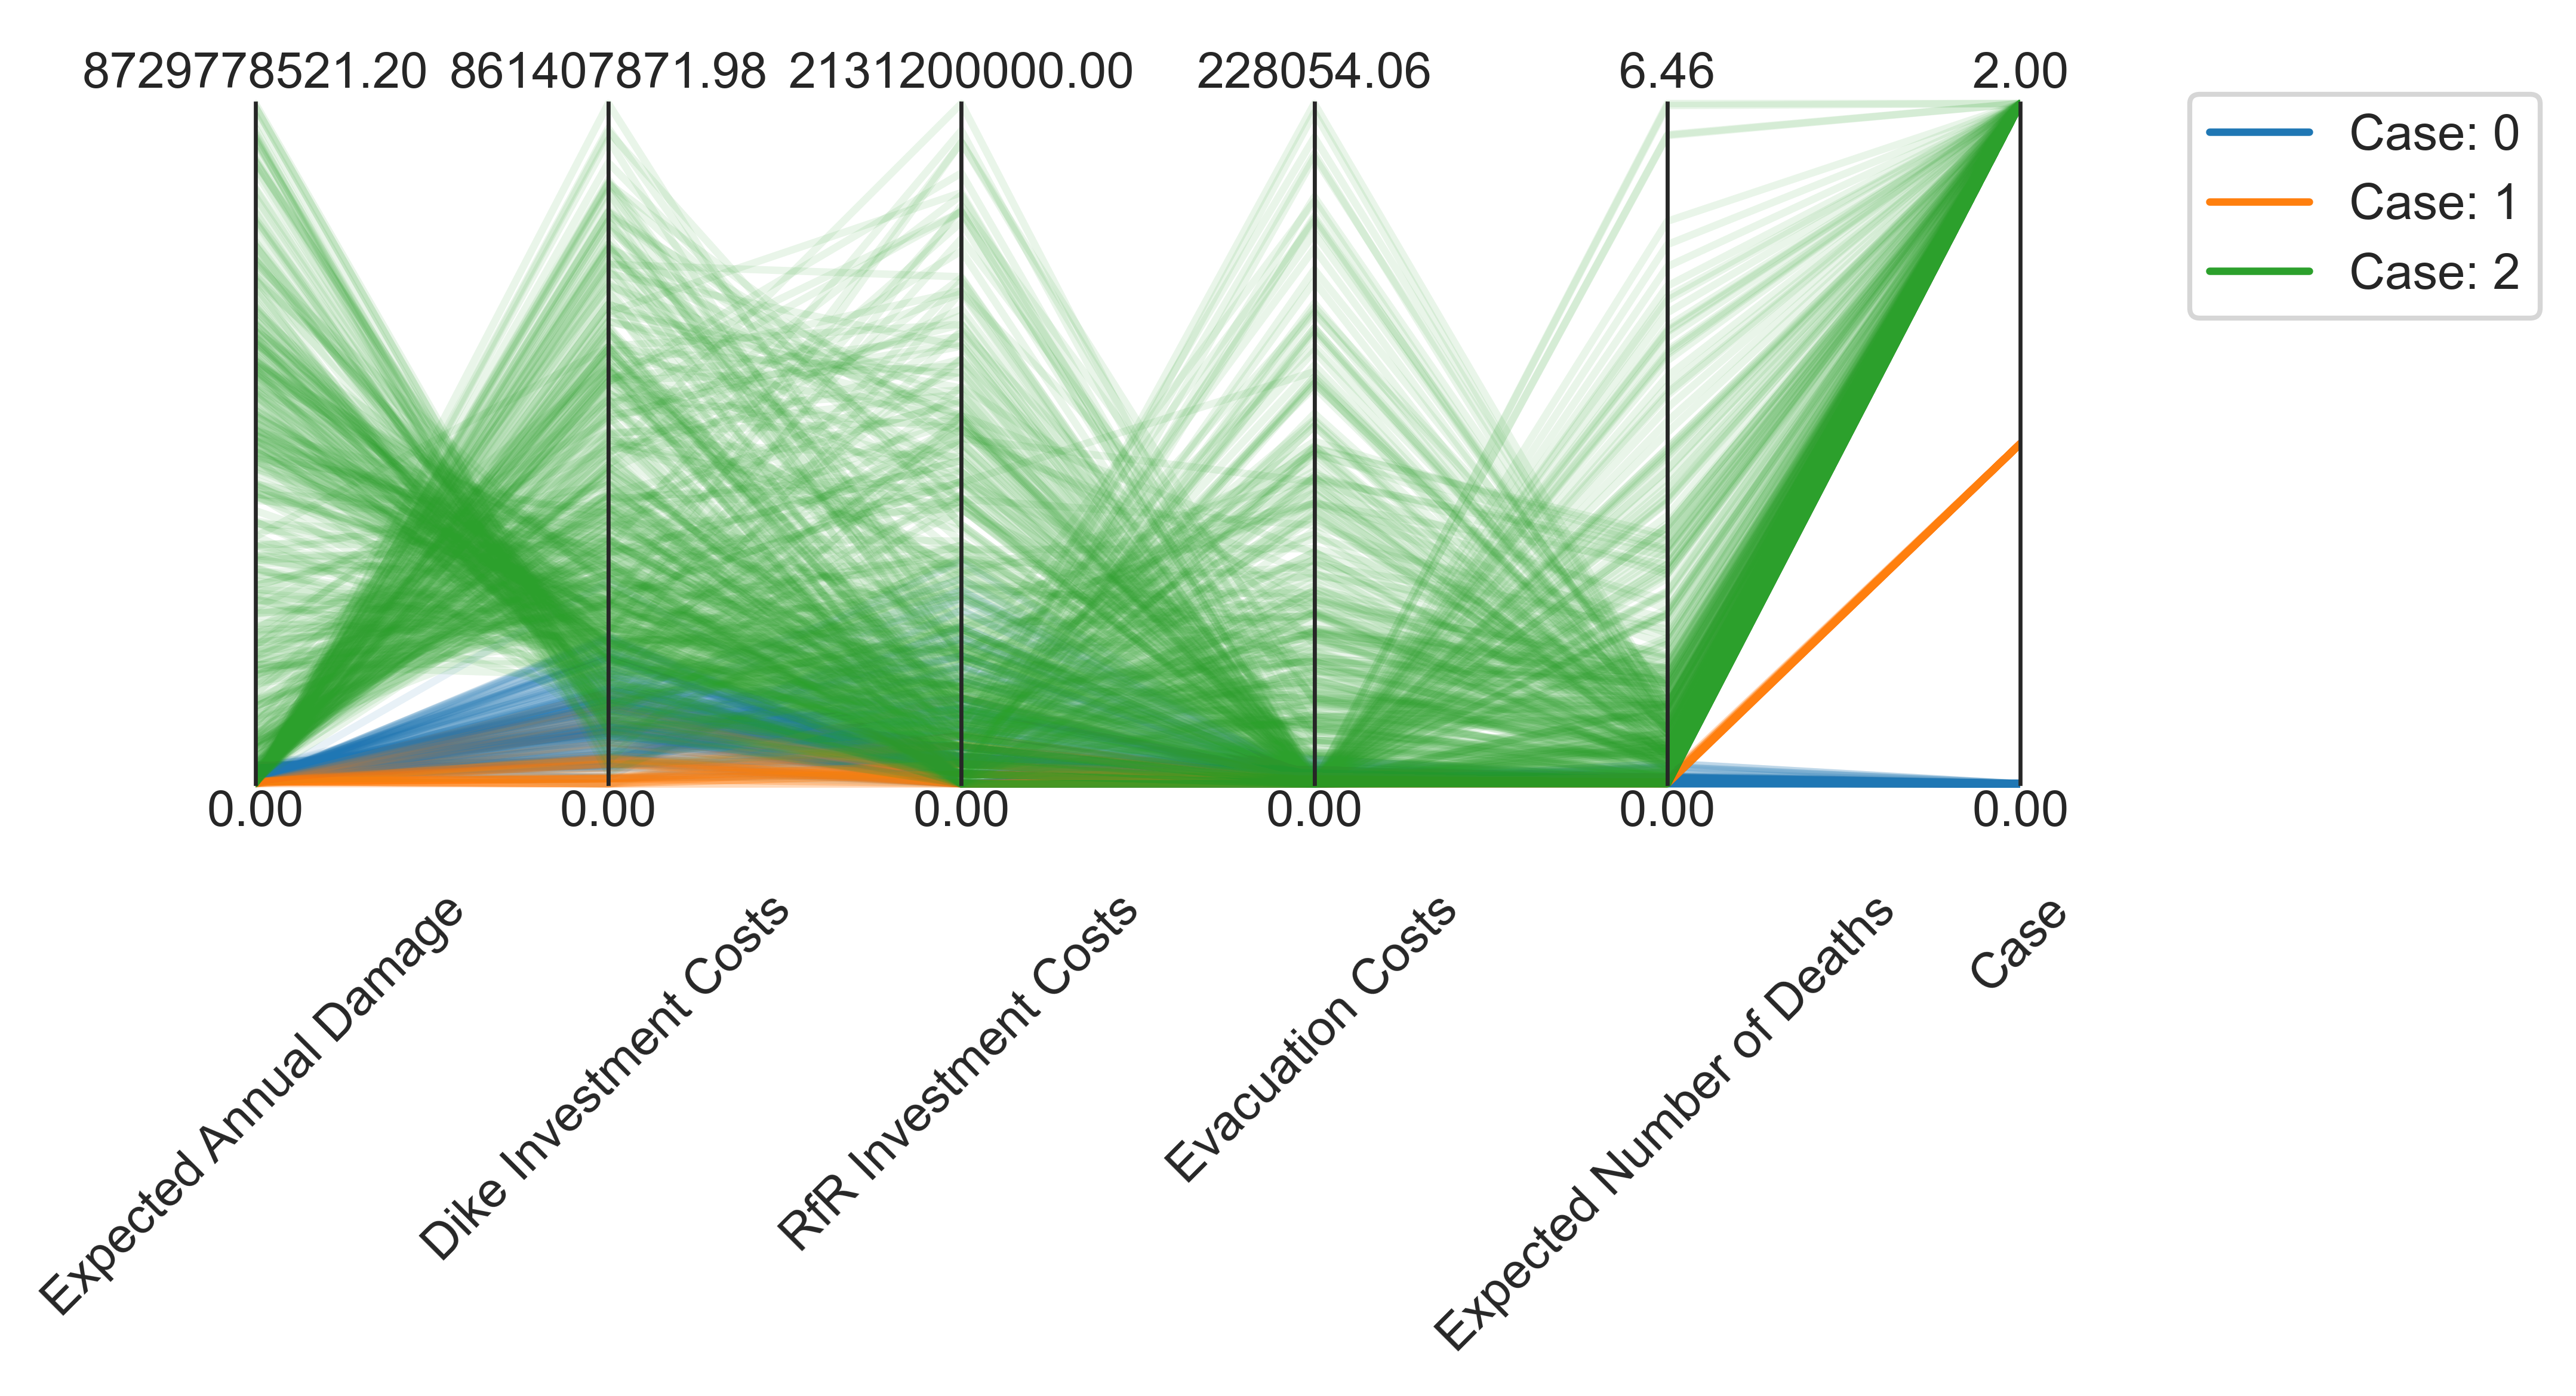 8729778521.20 861407871.98 2131200000.00 228054.06 6.46 2.00
Case: 0
Case: 1
Case: 2
0.00 0.00 0.00 0.00 0.00 0.00
Expected Annual Damage
Dike Investment Costs
RfR Investment Costs
Evacuation Costs
Expected Number of Deaths
Case